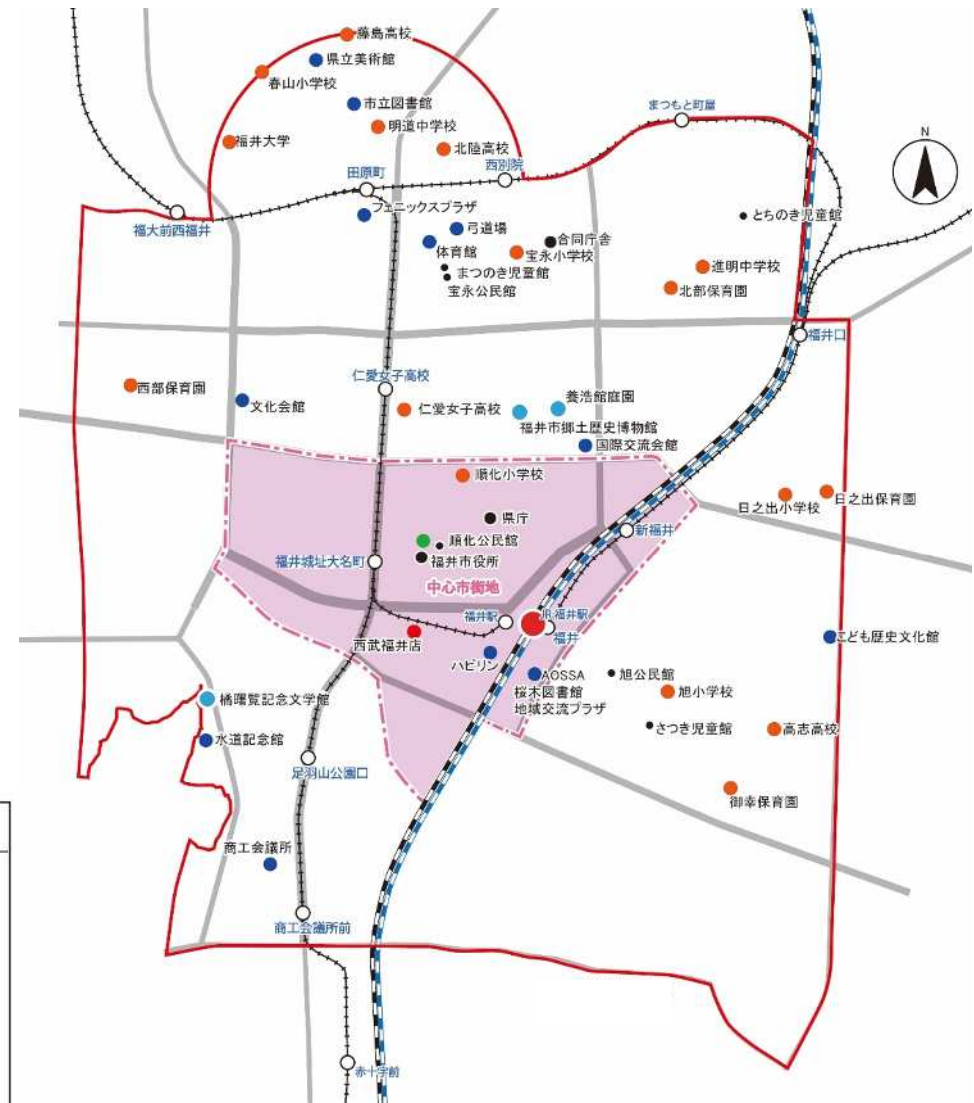 藤島高校
県立美術館
春山小学校
市立図書館
まつもと町屋
明道中学校
福井大学
北陸高校
N
西別院
田原町
フェニックスプラザ
とちのき児童館
福大前西福井
弓道場
合同庁舎
体育館
宝永小学校
まつのき児童館
進明中学校
宝永公民館
北部保育園
福井口
仁愛女子高校
西部保育園
養浩館庭園
文化会館
仁愛女子高校
福井市郷土歴史博物館
国際交流会館
順化小学校
日之出保育園
日之出小学校
県庁
新福井
順化公民館
福井城址大名町
福井市役所
中心市街地
福井駅
JR 福井駅
福井
西武福井店
こども歴史文化館
ハピリン
AOSSA
旭公民館
桜木図書館
旭小学校
橘曙覧記念文学館
地域交流プラザ
さつき児童館
高志高校
水道記念館
足羽山公園口
御幸保育園
商工会議所
商工会議所前
赤十字前